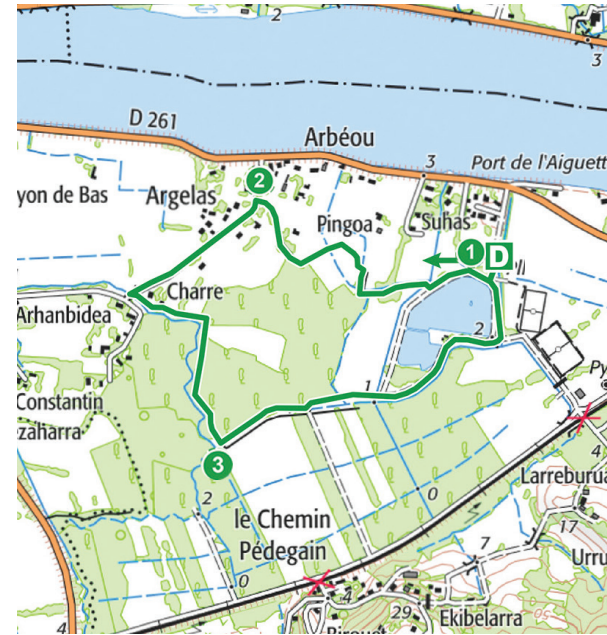 2
3
D 261
Arbéou
3
Port de l'Aiguett
yon de Bas
Argelas
2
Pingoa
Suhas
1
D
Charre
Arhanbidea
2
1
Constantin
zaharra
Py
3
4
Larreburua
2
0
le Chemin
Pédegain
17
7
Urru
0
4
29
Ekibelarra
50
4